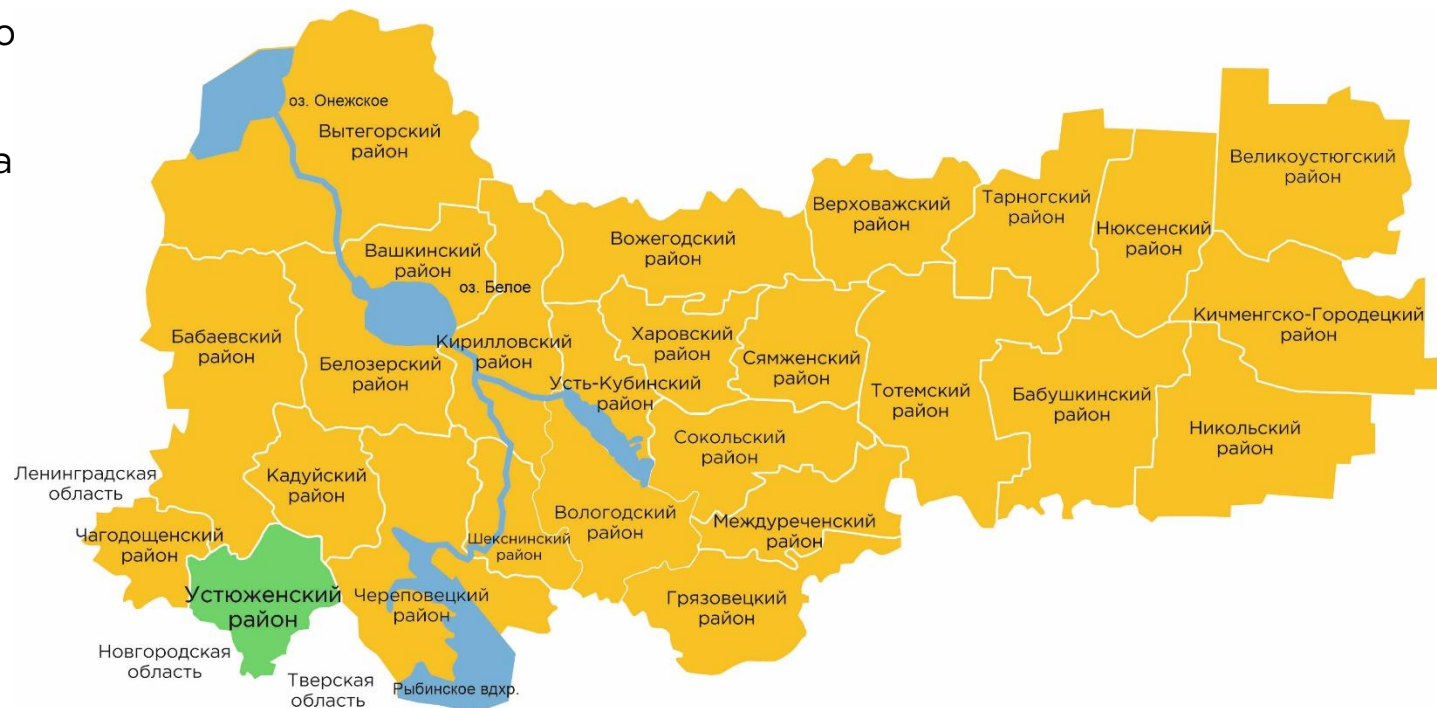 о
а
оз. Онежское
Вытегорский
район
Великоустюгский
район
Тарногский
район
Верховажский
район
Нюксенский
район
Вожегодский
район
Вашкинский
район
оз. Белое
Кичменгско-Городецкий
район
Бабаевский
район
Белозерский
район
Кирилловский
район
Харовский
район
Сямженский
район
Усть-Кубинский
район
Тотемский
район
Бабушкинский
район
Никольский
район
Сокольский
район
Ленинградская
область
Кадуйский
район
Чагодощенский
район
Шекснинский
район
Вологодский
район
Междуреченский
район
Устюженский
район
Череповецкий
район
Грязовецкий
район
Новгородская
область
Тверская
область
Рыбинское вдхр.